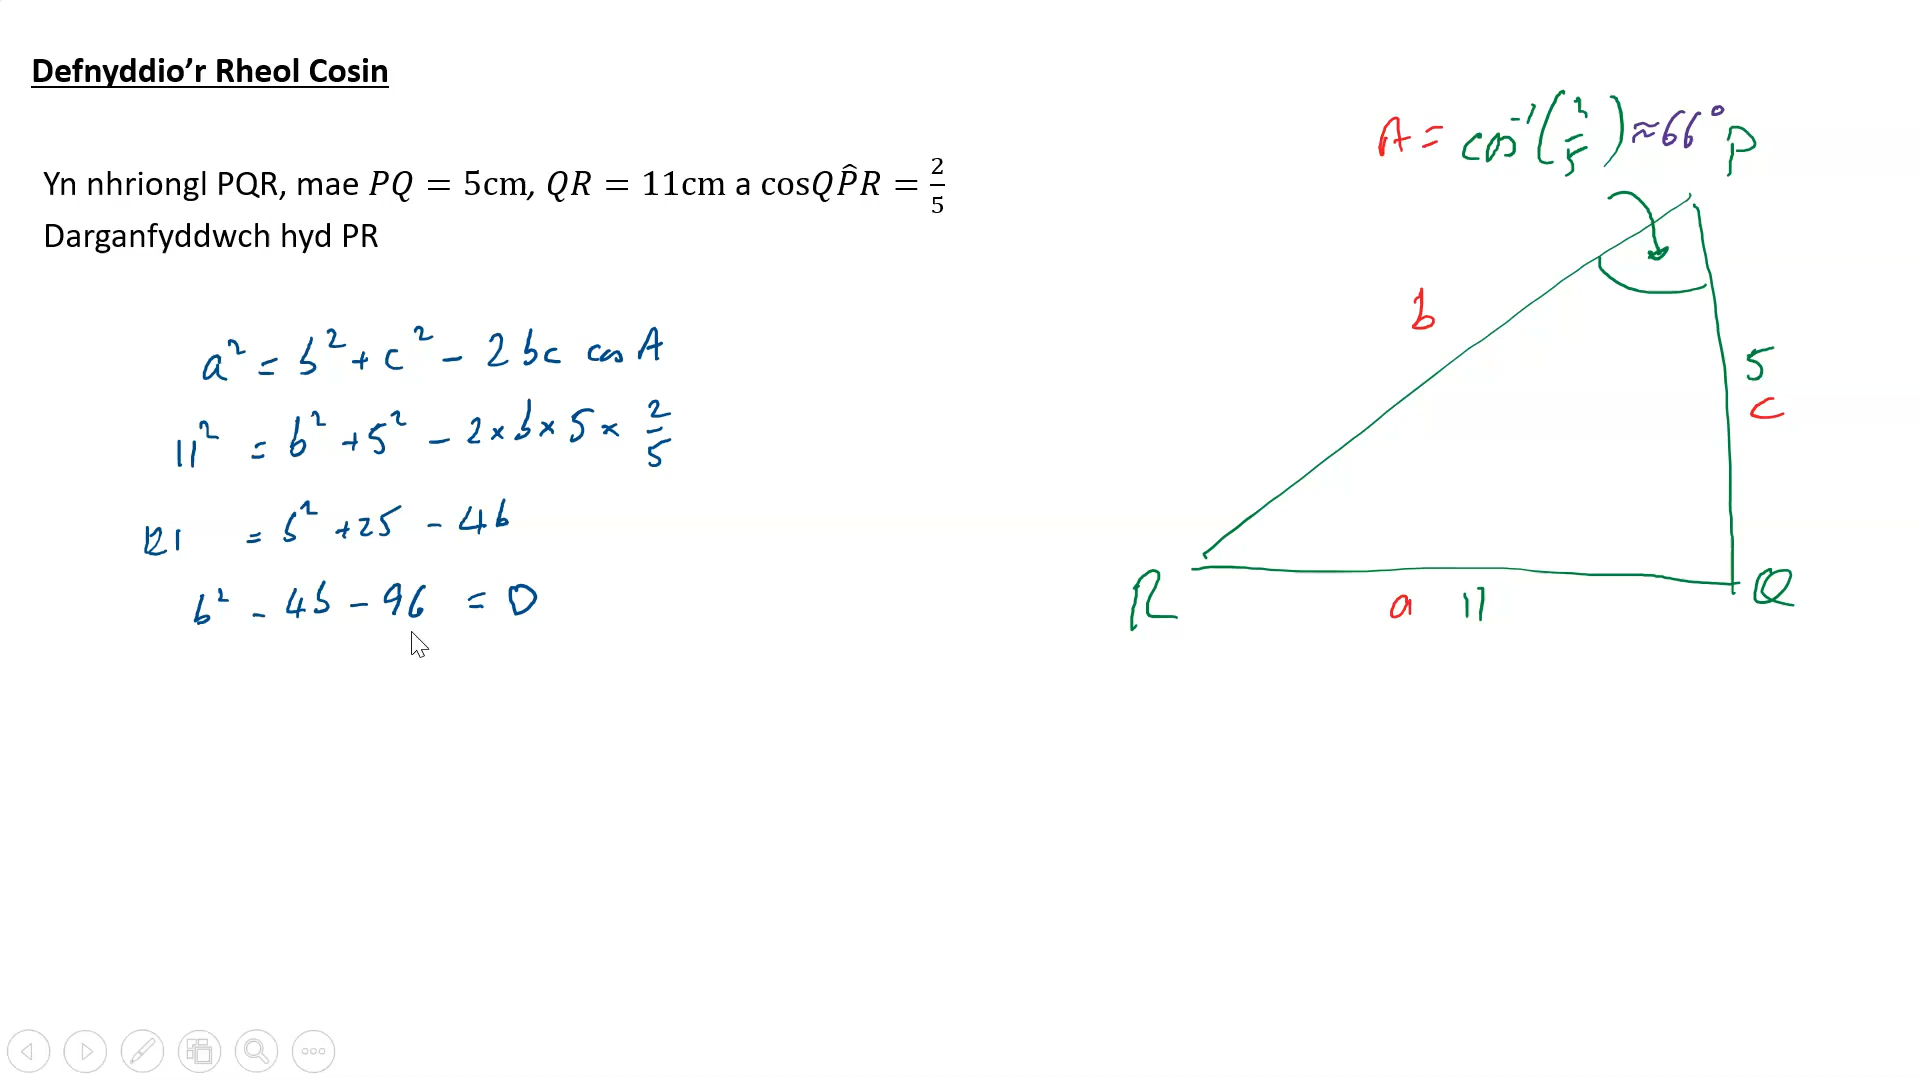 Defnyddio’r Rheol Cosin
Yn nhriongl PQR, mae PQ = 5cm, QR = 11cm a cosQP̂R = 2/5
Darganfyddwch hyd PR
a² = b² + c² − 2bc cos A
11² = b² + 5² − 2 × b × 5 × 2/5
121 = b² + 25 − 4b
b² − 4b − 96 = 0
A = cos⁻¹(2/5) ≈ 66°
P
b
5
c
R
a 11
Q